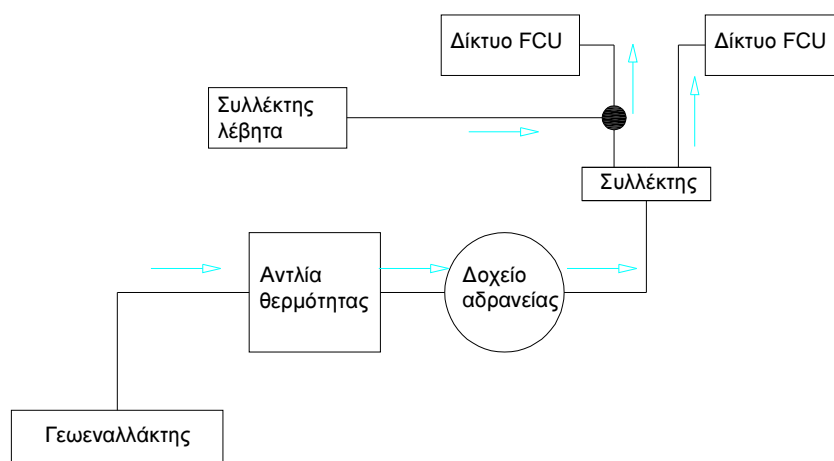 Δίκτυο FCU
Δίκτυο FCU
Συλλέκτης
λέβητα
Συλλέκτης
Αντλία
θερμότητας
Δοχείο
αδρανείας
Γεωεναλλάκτης